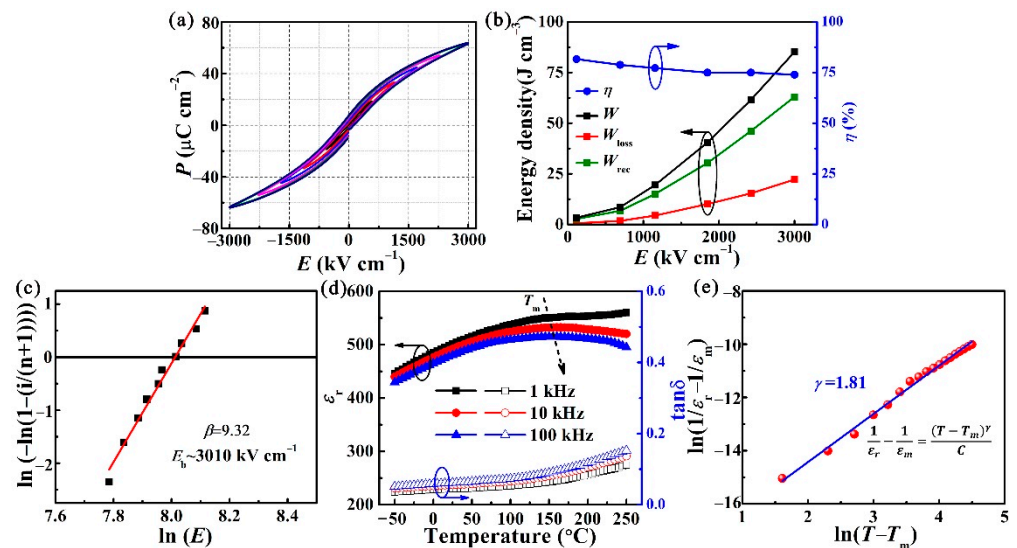 (a)
80
40
0
−40
−80
P (μC cm⁻²)
−3000 −1500 0 1500 3000
E (kV cm⁻¹)
(b)
100
75
50
25
0
Energy density(J cm⁻³)
η
W
W_loss
W_rec
100
75
50
25
0
η (%)
0 1000 2000 3000
E (kV cm⁻¹)
(c)
1
0
−1
−2
ln (−ln(1−(i/(n+1))))
β=9.32
E_b~3010 kV cm⁻¹
7.6 8.0 8.4
ln (E)
(d)
600
500
400
300
200
ε_r
T_m
1 kHz
10 kHz
100 kHz
0.6
0.4
0.2
0.0
tanδ
−50 0 50 100 150 200 250
Temperature (°C)
(e)
−8
−10
−12
−14
−16
ln(1/ε_r−1/ε_m)
γ=1.81
1/ε_r − 1/ε_m = (T−T_m)^γ/C
1 2 3 4 5
ln(T−T_m)